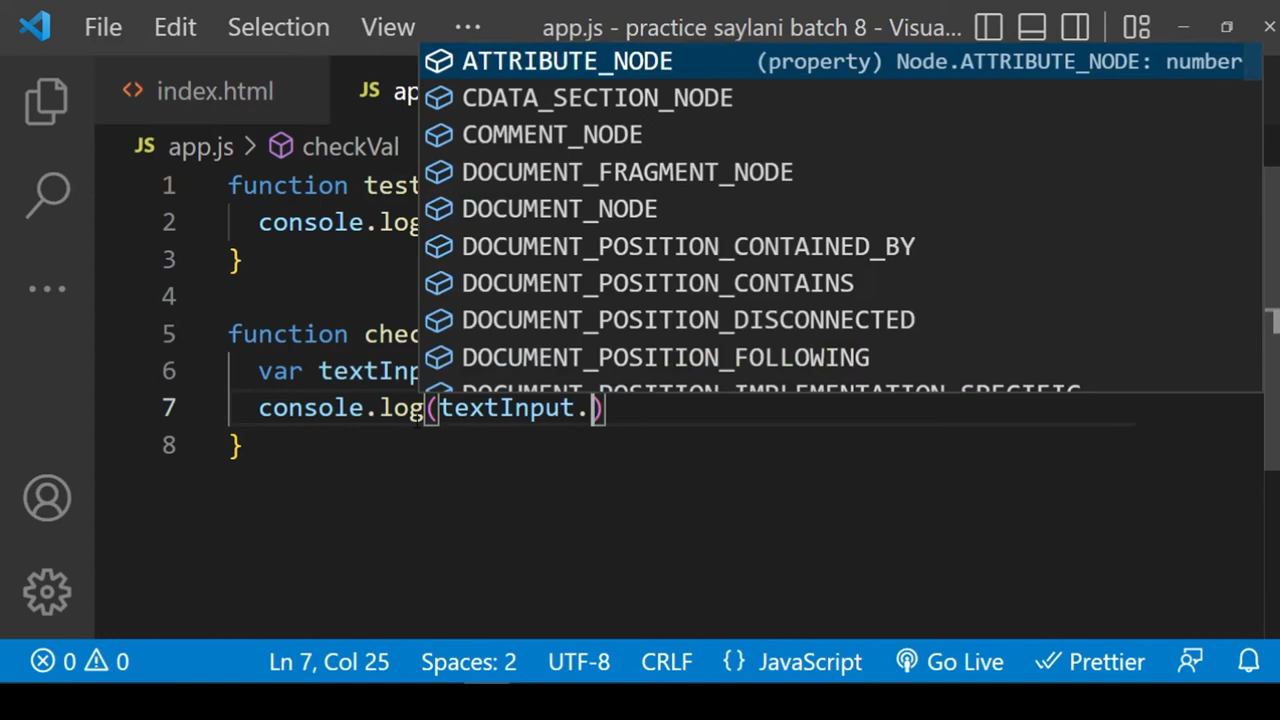 File Edit Selection View ··· app.js - practice saylani batch 8 - Visua...
ATTRIBUTE_NODE (property) Node.ATTRIBUTE_NODE: number
<> index.html JS
CDATA_SECTION_NODE
COMMENT_NODE
JS app.js > checkVal
DOCUMENT_FRAGMENT_NODE
1 function test
DOCUMENT_NODE
2 console.log
DOCUMENT_POSITION_CONTAINED_BY
3 }
DOCUMENT_POSITION_CONTAINS
4
DOCUMENT_POSITION_DISCONNECTED
5 function chec
DOCUMENT_POSITION_FOLLOWING
6 var textInp
DOCUMENT_POSITION_IMPLEMENTATION_SPECIFIC
7 console.log(textInput.)
8 }
0 0 Ln 7, Col 25 Spaces: 2 UTF-8 CRLF {} JavaScript Go Live Prettier